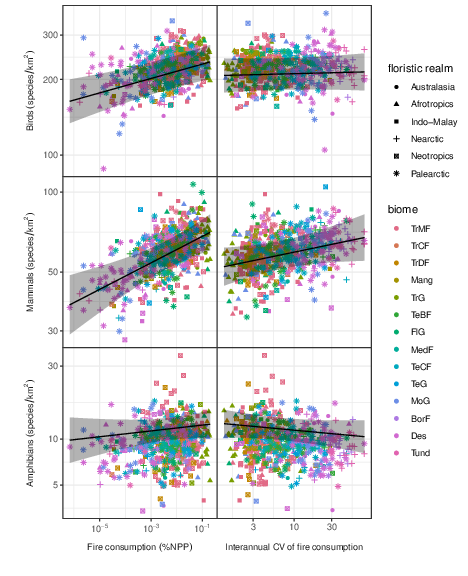 Birds (species/km²)
300
200
100
Mammals (species/km²)
100
50
30
Amphibians (species/km²)
30
10
5
10⁻⁵
10⁻³
10⁻¹
3
10
30
Fire consumption (%NPP)
Interannual CV of fire consumption
floristic realm
Australasia
Afrotropics
Indo−Malay
Nearctic
Neotropics
Palearctic
biome
TrMF
TrCF
TrDF
Mang
TrG
TeBF
FlG
MedF
TeCF
TeG
MoG
BorF
Des
Tund